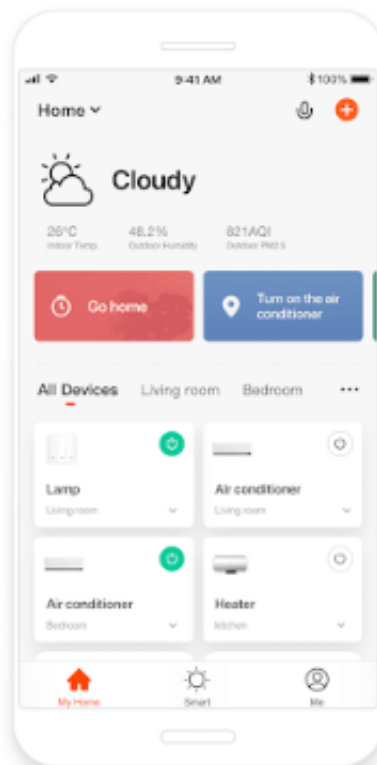 9:41 AM
100%
Home
Cloudy
26°C
48.2%
821AQI
Indoor Temp.
Outdoor Humidity
Outdoor PM2.5
Go home
Turn on the air
conditioner
All Devices
Living room
Bedroom
Lamp
Living room
Air conditioner
Living room
Air conditioner
Bedroom
Heater
kitchen
My Home
Smart
Me